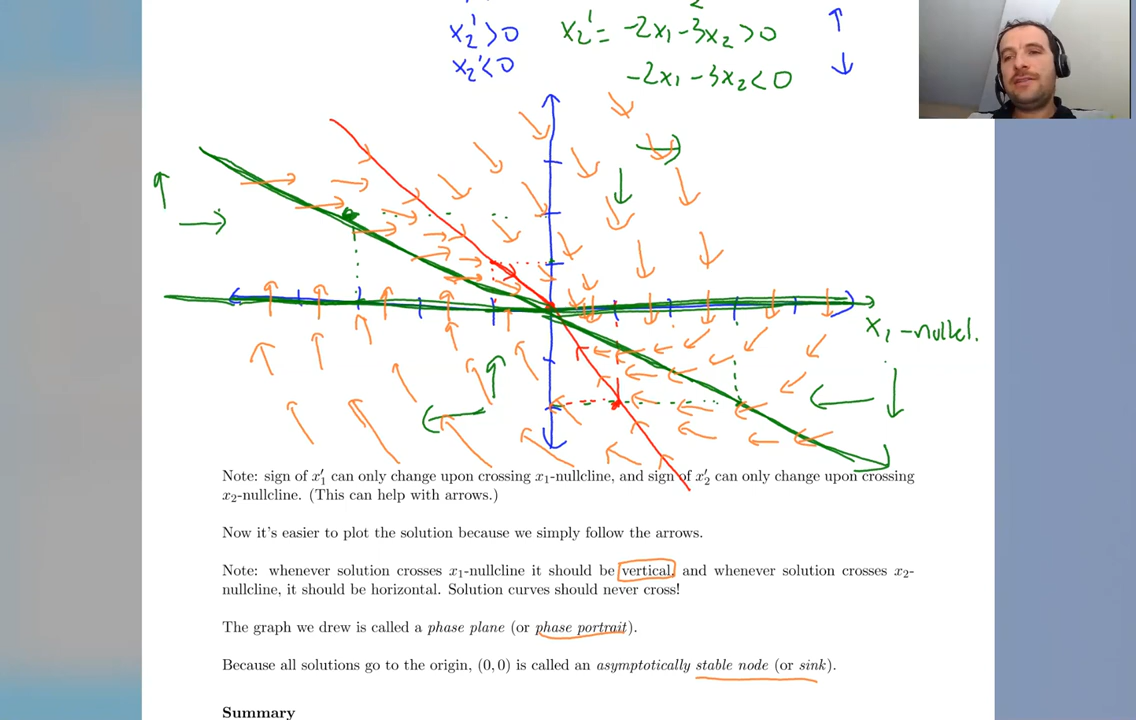 x₂'>0 x₂'= -2x₁-3x₂>0
x₂'<0 -2x₁-3x₂<0
x₁-nullcl.
Note: sign of x′₁ can only change upon crossing x₁-nullcline, and sign of x′₂ can only change upon crossing
x₂-nullcline. (This can help with arrows.)
Now it's easier to plot the solution because we simply follow the arrows.
Note: whenever solution crosses x₁-nullcline it should be vertical, and whenever solution crosses x₂-
nullcline, it should be horizontal. Solution curves should never cross!
The graph we drew is called a phase plane (or phase portrait).
Because all solutions go to the origin, (0, 0) is called an asymptotically stable node (or sink).
Summary